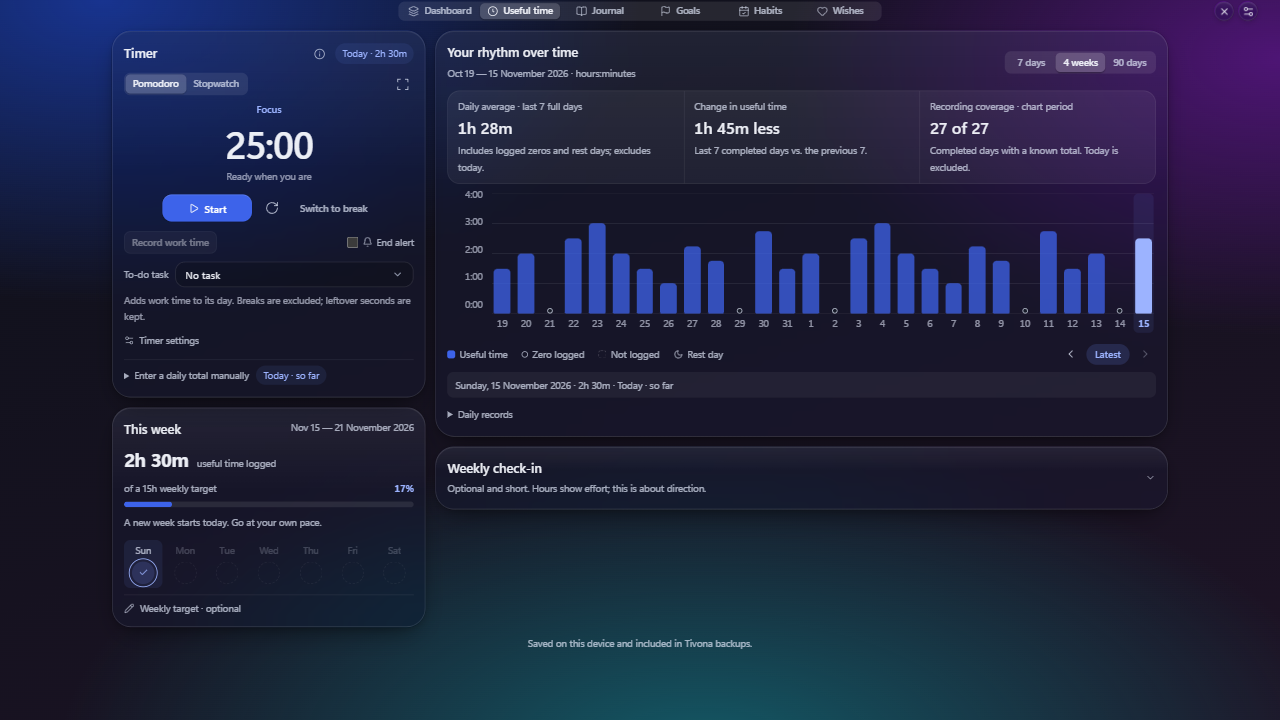 Dashboard Useful time Journal Goals Habits Wishes
Timer
Today · 2h 30m
Pomodoro Stopwatch
Focus
25:00
Ready when you are
Start Switch to break
Record work time End alert
To-do task No task
Adds work time to its day. Breaks are excluded; leftover seconds are
kept.
Timer settings
Enter a daily total manually Today · so far
This week
Nov 15 — 21 November 2026
2h 30m useful time logged
of a 15h weekly target 17%
A new week starts today. Go at your own pace.
Sun Mon Tue Wed Thu Fri Sat
Weekly target · optional
Your rhythm over time
Oct 19 — 15 November 2026 · hours:minutes
7 days 4 weeks 90 days
Daily average · last 7 full days
1h 28m
Includes logged zeros and rest days; excludes
today.
Change in useful time
1h 45m less
Last 7 completed days vs. the previous 7.
Recording coverage · chart period
27 of 27
Completed days with a known total. Today is
excluded.
4:00
3:00
2:00
1:00
0:00
19 20 21 22 23 24 25 26 27 28 29 30 31 1 2 3 4 5 6 7 8 9 10 11 12 13 14 15
Useful time Zero logged Not logged Rest day
Latest
Sunday, 15 November 2026 · 2h 30m · Today · so far
Daily records
Weekly check-in
Optional and short. Hours show effort; this is about direction.
Saved on this device and included in Tivona backups.